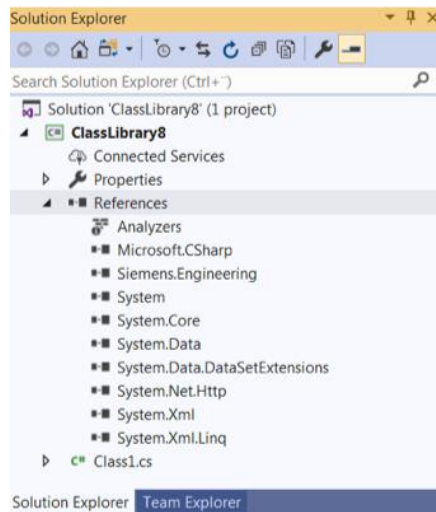 Solution Explorer
Search Solution Explorer (Ctrl+¨)
Solution 'ClassLibrary8' (1 project)
C# ClassLibrary8
Connected Services
Properties
References
Analyzers
Microsoft.CSharp
Siemens.Engineering
System
System.Core
System.Data
System.Data.DataSetExtensions
System.Net.Http
System.Xml
System.Xml.Linq
C# Class1.cs
Solution Explorer Team Explorer